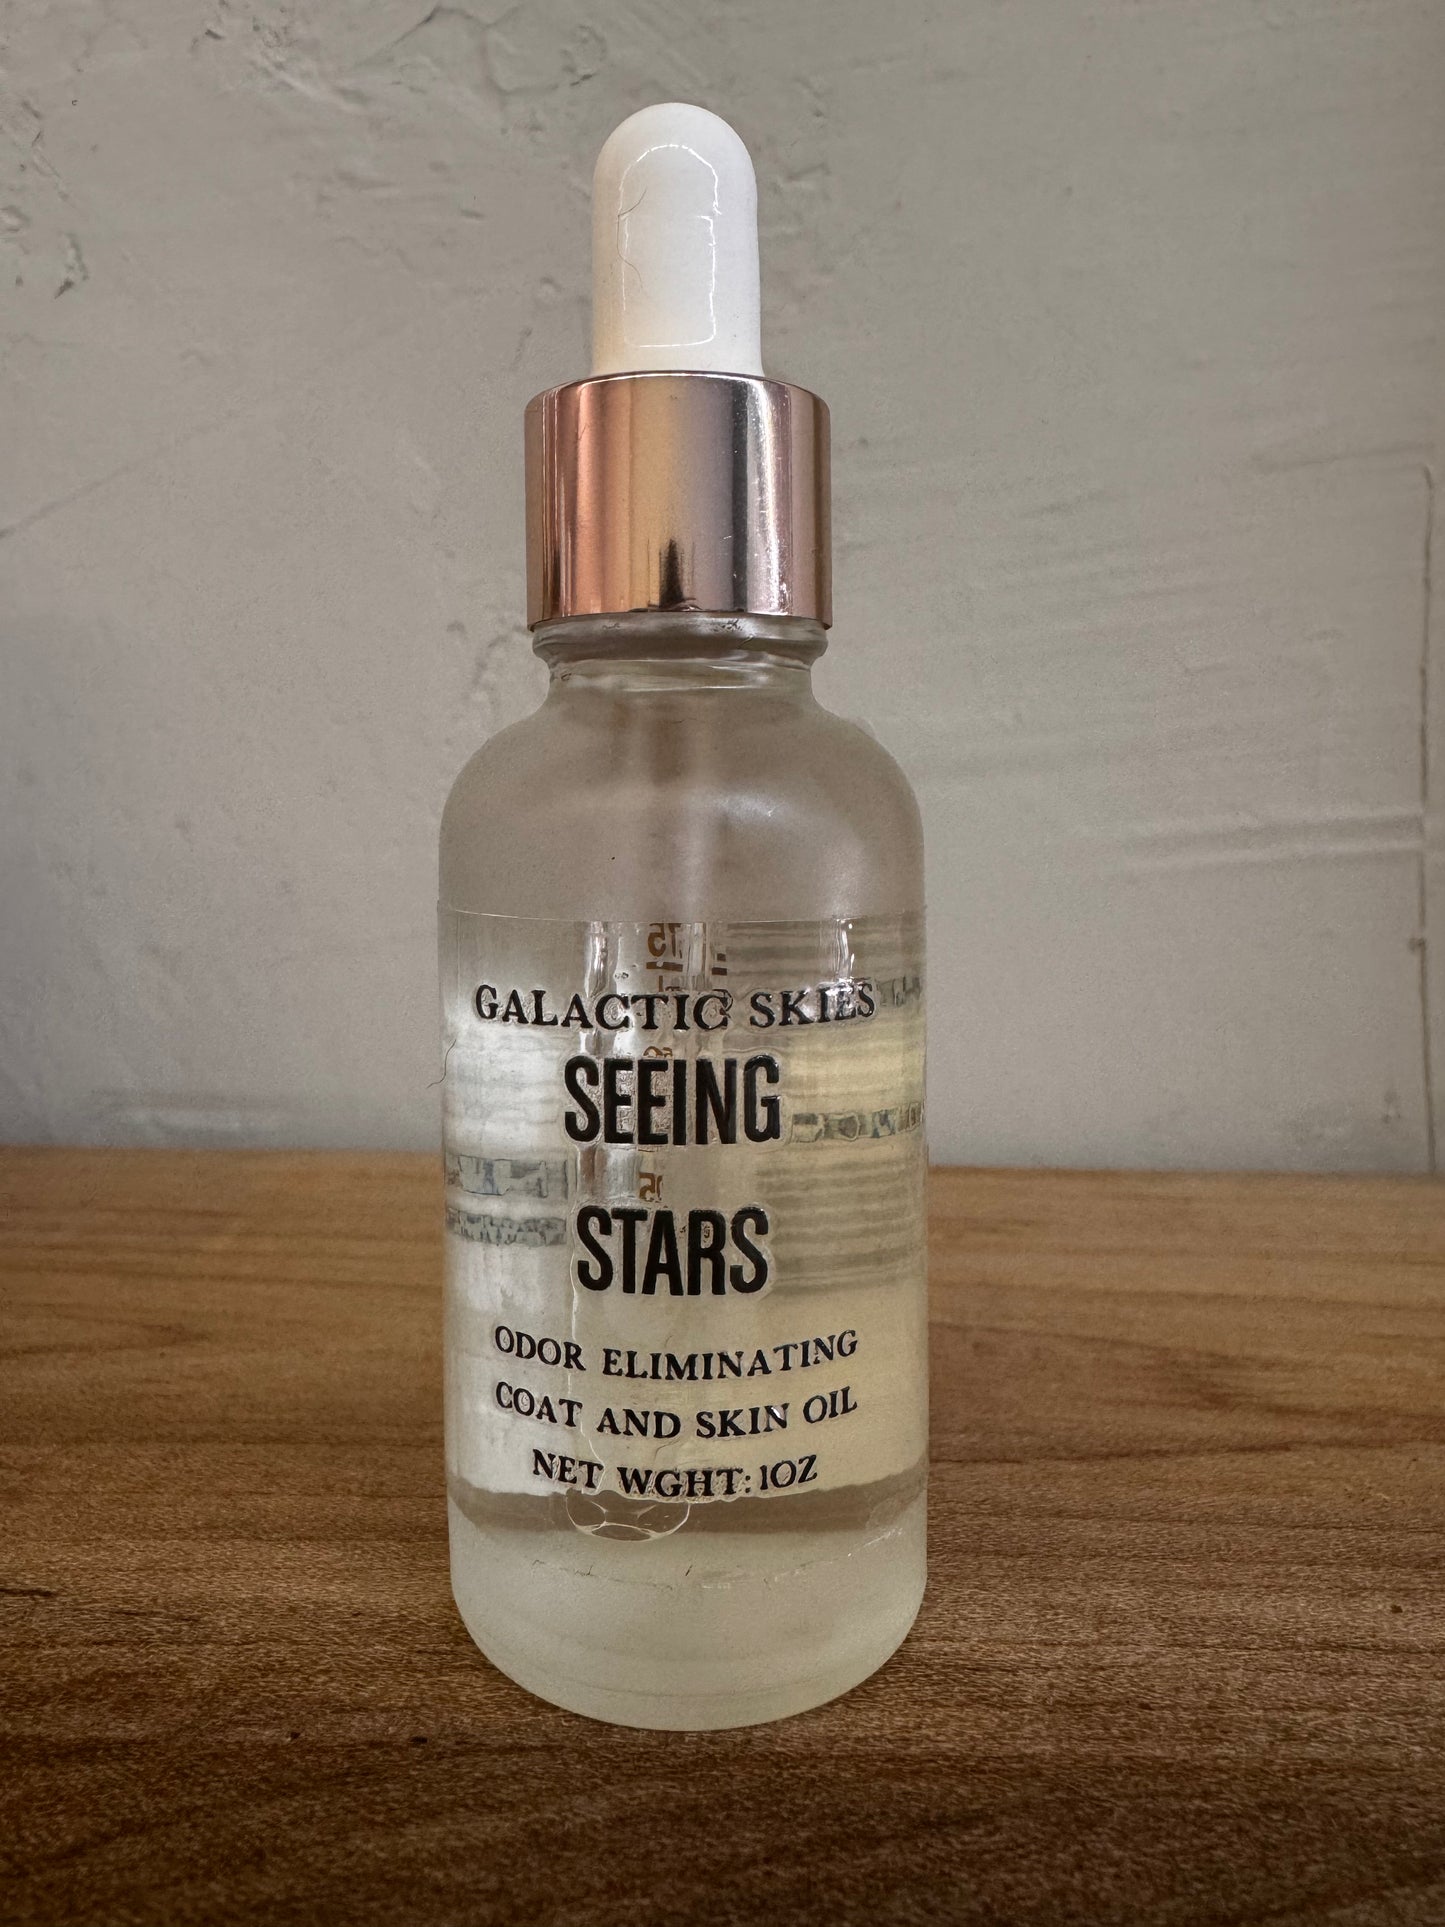 GALACTIC SKIES
SEEING
STARS
ODOR ELIMINATING
COAT AND SKIN OIL
NET WGHT: 1OZ